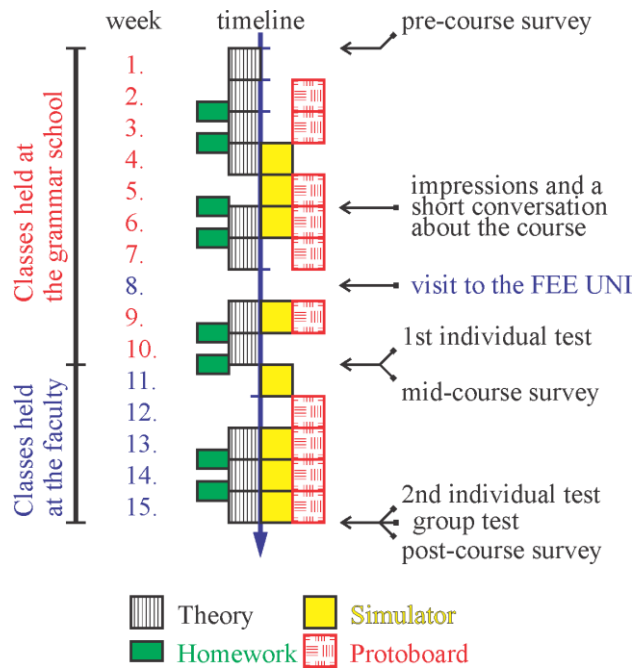 week
timeline
pre-course survey
1.
2.
3.
4.
5.
6.
7.
8.
9.
10.
11.
12.
13.
14.
15.
Classes held at
the grammar school
Classes held
at the faculty
impressions and a
short conversation
about the course
visit to the FEE UNI
1st individual test
mid-course survey
2nd individual test
group test
post-course survey
Theory
Simulator
Homework
Protoboard